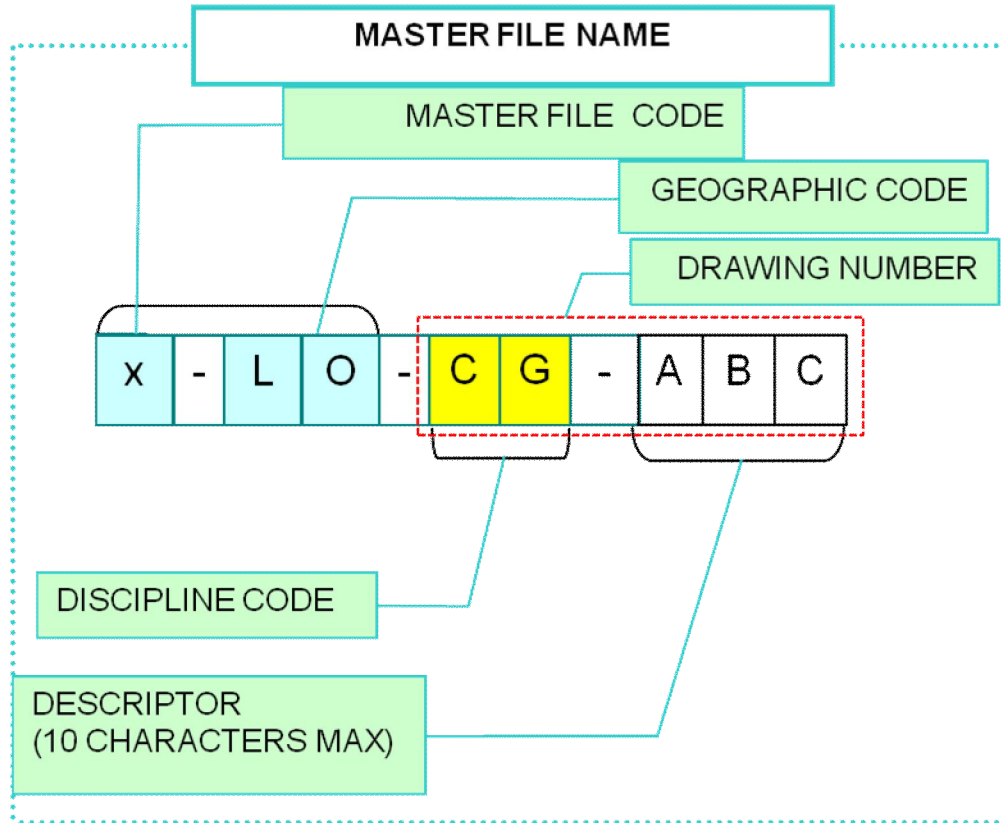 MASTER FILE NAME
MASTER FILE CODE
GEOGRAPHIC CODE
DRAWING NUMBER
x - L O - C G - A B C
DISCIPLINE CODE
DESCRIPTOR
(10 CHARACTERS MAX)